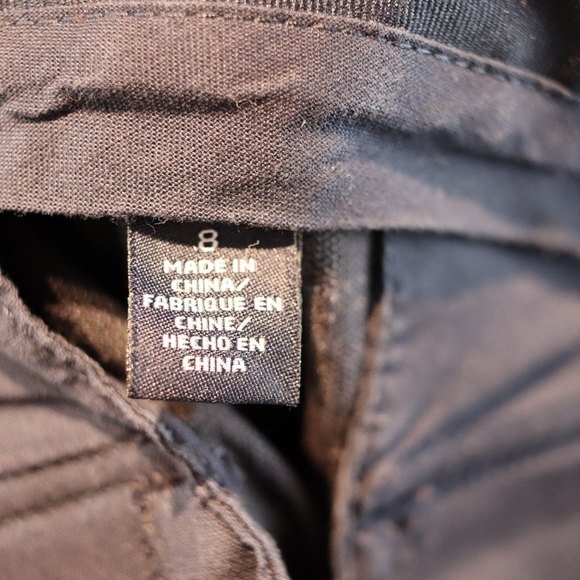 8
MADE IN
CHINA/
FABRIQUE EN
CHINE/
HECHO EN
CHINA